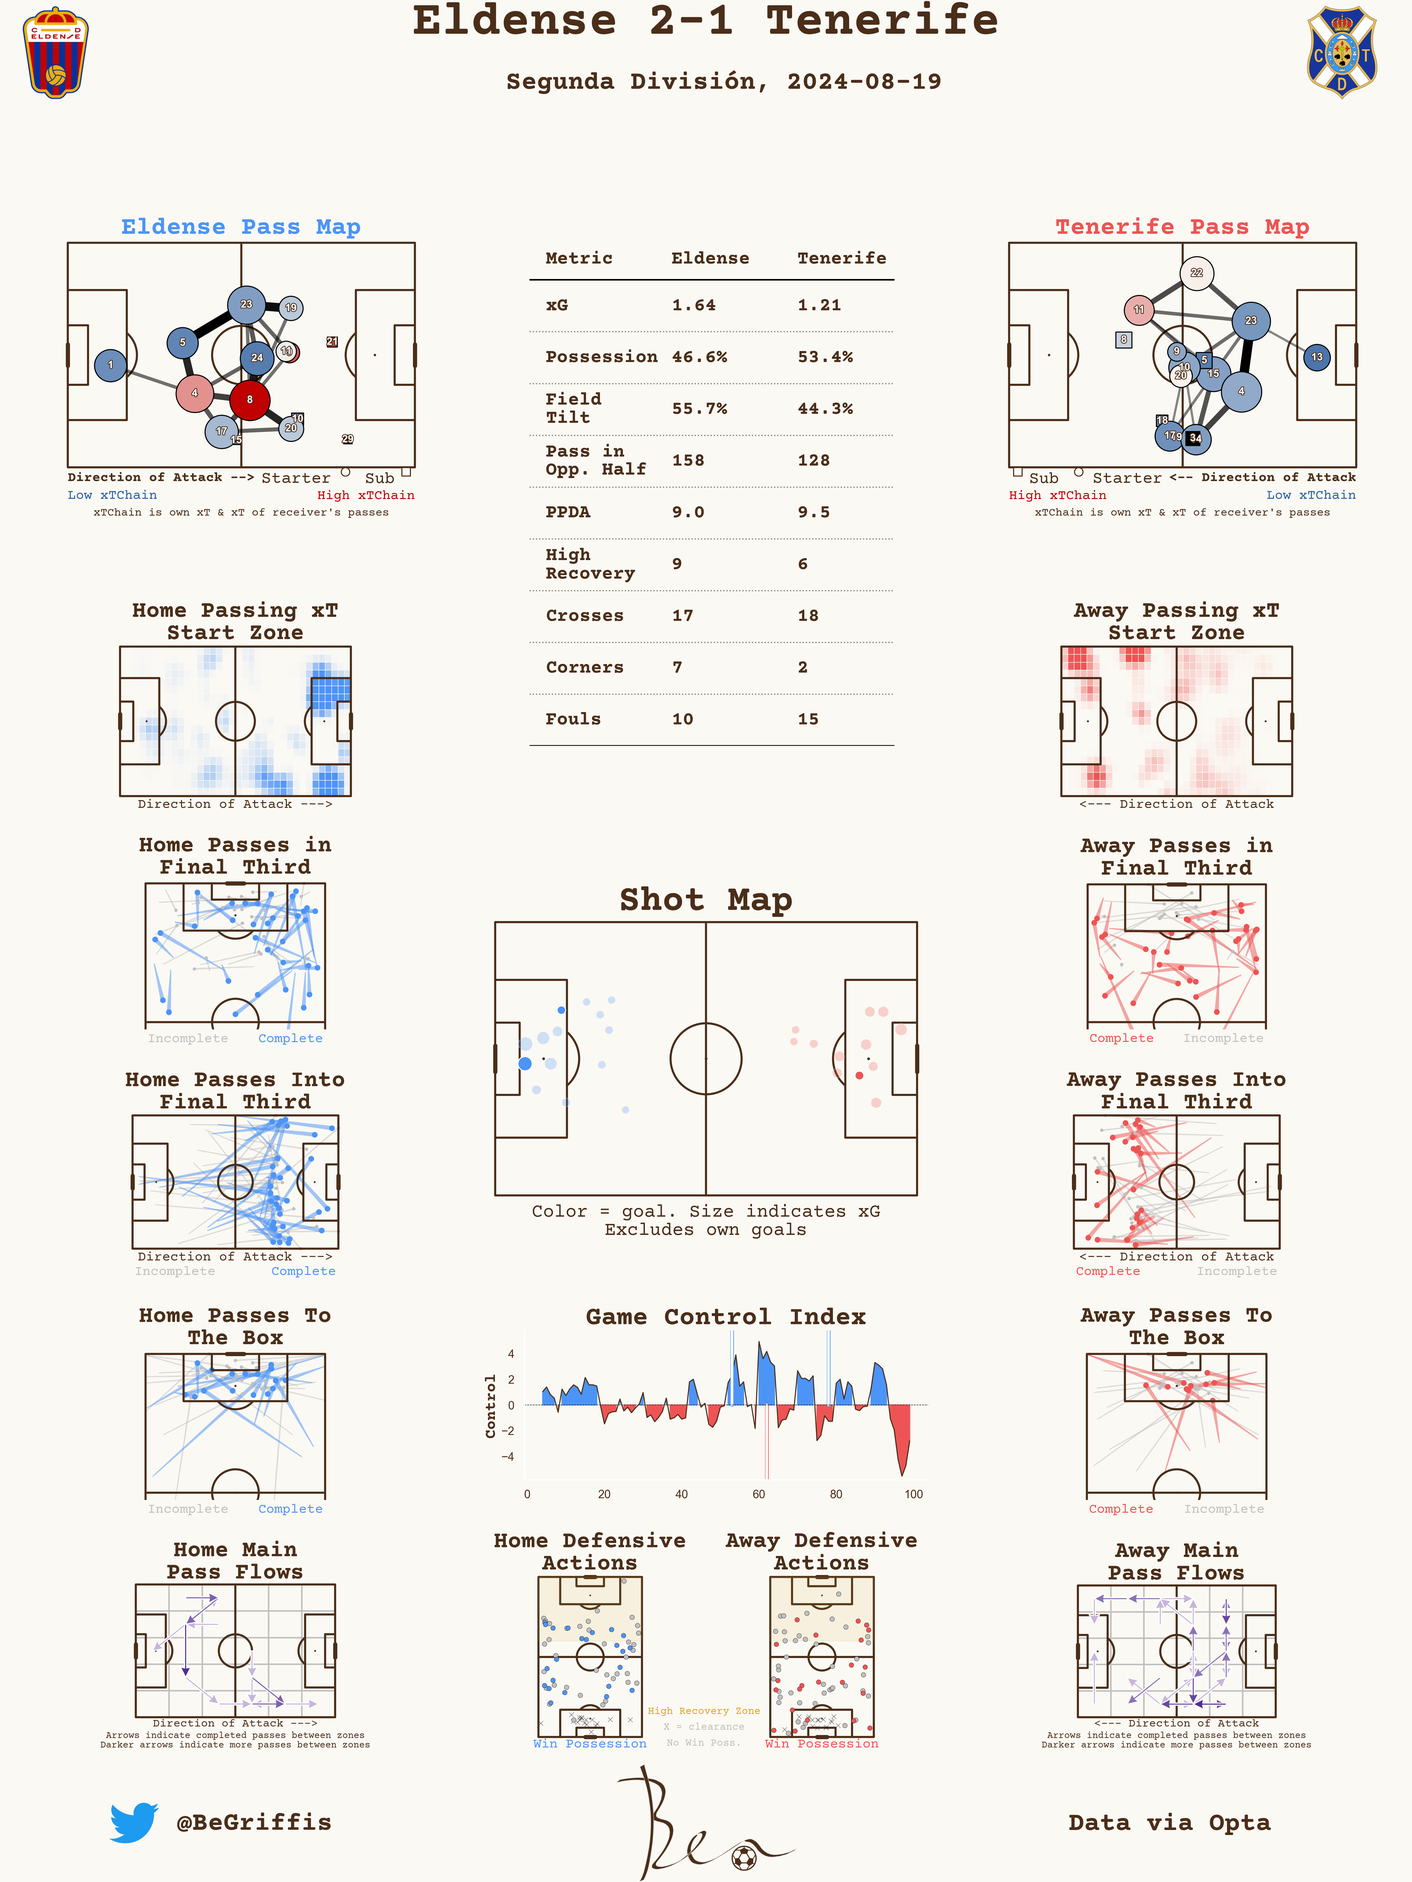 Eldense 2-1 Tenerife
Segunda División, 2024-08-19
C D
ELDENSE
C T
D
Eldense Pass Map
23
19
5
24
11
21
1
4
8
10
20
17
15
29
Direction of Attack --> Starter Sub
Low xTChain High xTChain
xTChain is own xT & xT of receiver's passes
Metric Eldense Tenerife
xG 1.64 1.21
Possession 46.6% 53.4%
Field
Tilt 55.7% 44.3%
Pass in
Opp. Half 158 128
PPDA 9.0 9.5
High
Recovery 9 6
Crosses 17 18
Corners 7 2
Fouls 10 15
Tenerife Pass Map
22
11
23
8
9
5
13
10
20
15
4
18
17
34
Sub Starter <-- Direction of Attack
High xTChain Low xTChain
xTChain is own xT & xT of receiver's passes
Home Passing xT
Start Zone
Direction of Attack --->
Away Passing xT
Start Zone
<--- Direction of Attack
Home Passes in
Final Third
Incomplete Complete
Away Passes in
Final Third
Complete Incomplete
Shot Map
Color = goal. Size indicates xG
Excludes own goals
Home Passes Into
Final Third
Direction of Attack --->
Incomplete Complete
Away Passes Into
Final Third
<--- Direction of Attack
Complete Incomplete
Home Passes To
The Box
Incomplete Complete
Game Control Index
Control
4
2
0
−2
−4
0 20 40 60 80 100
Away Passes To
The Box
Complete Incomplete
Home Main
Pass Flows
Direction of Attack --->
Arrows indicate completed passes between zones
Darker arrows indicate more passes between zones
Home Defensive
Actions
Win Possession
High Recovery Zone
X = clearance
No Win Poss.
Away Defensive
Actions
Win Possession
Away Main
Pass Flows
<--- Direction of Attack
Arrows indicate completed passes between zones
Darker arrows indicate more passes between zones
@BeGriffis
Ben
Data via Opta